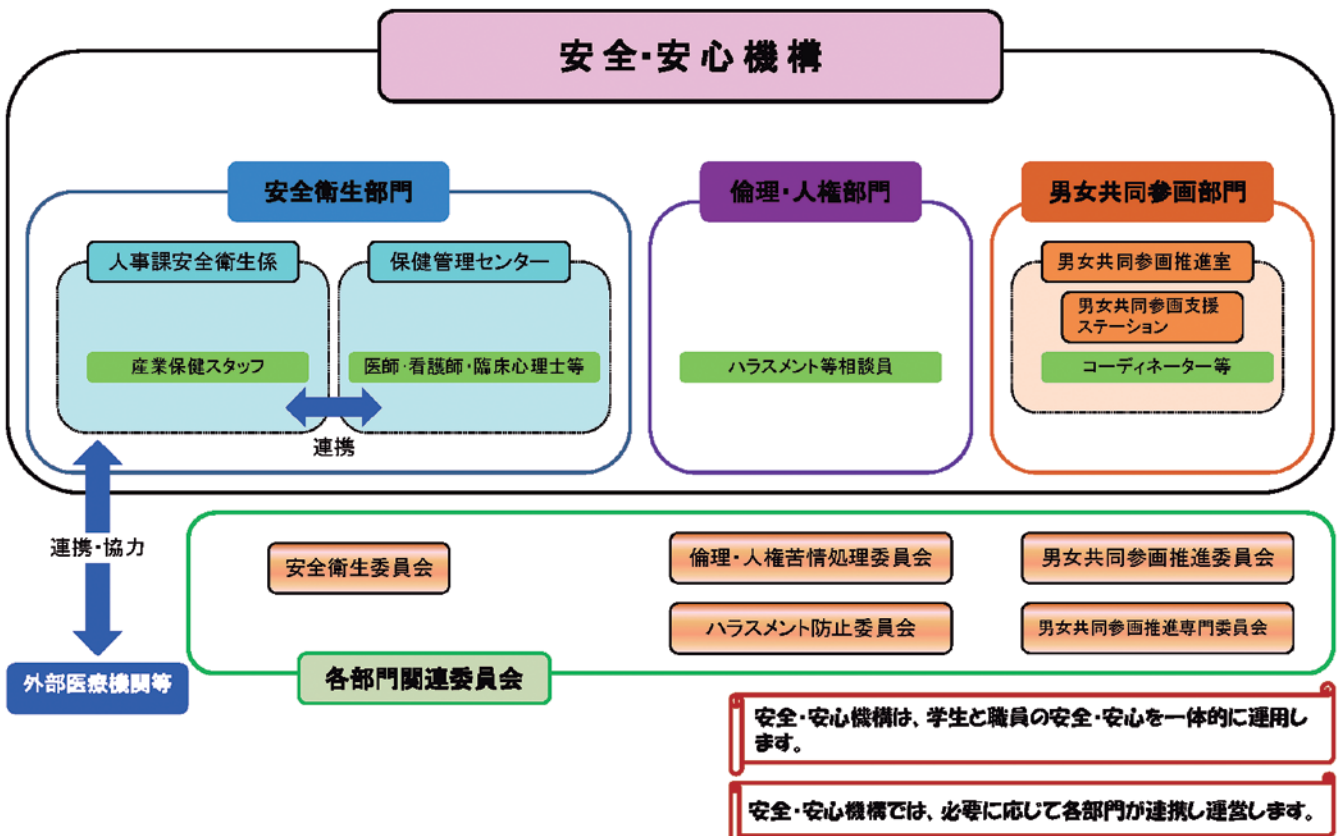 安全・安心機構
安全衛生部門
倫理・人権部門
男女共同参画部門
人事課安全衛生係
保健管理センター
男女共同参画推進室
男女共同参画支援
ステーション
産業保健スタッフ
医師・看護師・臨床心理士等
ハラスメント等相談員
コーディネーター等
連携
連携・協力
安全衛生委員会
倫理・人権苦情処理委員会
男女共同参画推進委員会
ハラスメント防止委員会
男女共同参画推進専門委員会
外部医療機関等
各部門関連委員会
安全・安心機構は、学生と職員の安全・安心を一体的に運用し
ます。
安全・安心機構では、必要に応じて各部門が連携し運営します。